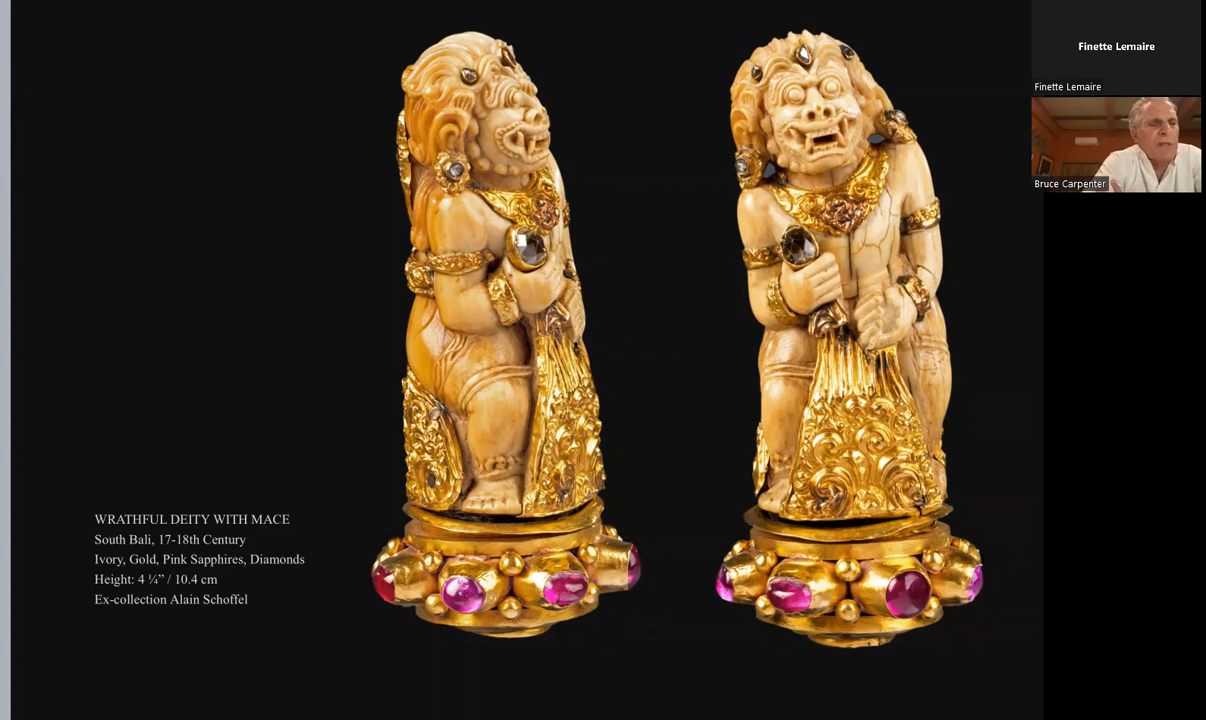 WRATHFUL DEITY WITH MACE
South Bali, 17-18th Century
Ivory, Gold, Pink Sapphires, Diamonds
Height: 4 ¼” / 10.4 cm
Ex-collection Alain Schoffel
Finette Lemaire
Finette Lemaire
Bruce Carpenter